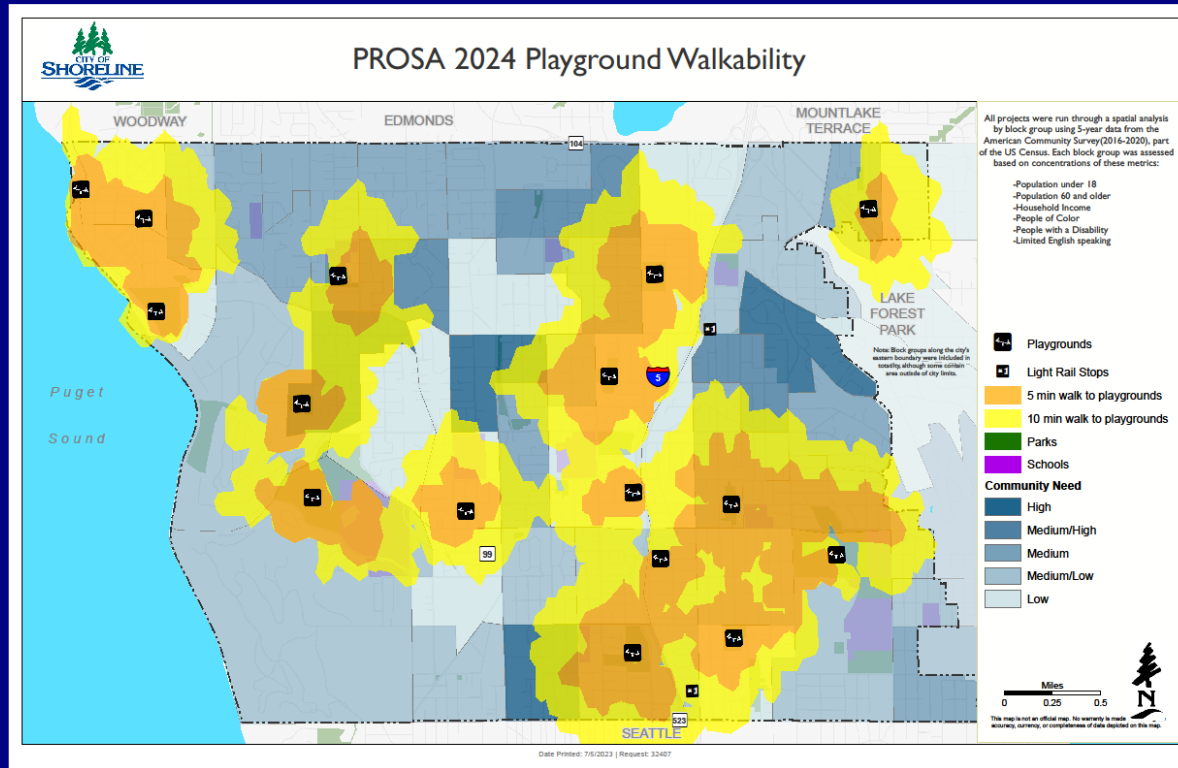 CITY OF
SHORELINE
PROSA 2024 Playground Walkability
WOODWAY
EDMONDS
MOUNTLAKE
TERRACE
104
LAKE
FOREST
PARK
Note: Block groups along the city's
eastern boundary were included in
totality, although some contain
area outside of city limits.
5
Puget
Sound
99
523
SEATTLE
All projects were run through a spatial analysis
by block group using 5-year data from the
American Community Survey(2016-2020), part
of the US Census. Each block group was assessed
based on concentrations of these metrics:
-Population under 18
-Population 60 and older
-Household Income
-People of Color
-People with a Disability
-Limited English speaking
Playgrounds
Light Rail Stops
5 min walk to playgrounds
10 min walk to playgrounds
Parks
Schools
Community Need
High
Medium/High
Medium
Medium/Low
Low
N
Miles
0 0.25 0.5
This map is not an official map. No warranty is made
accuracy, currency, or completeness of data depicted on this map.
Date Printed: 7/5/2023 | Request: 32407